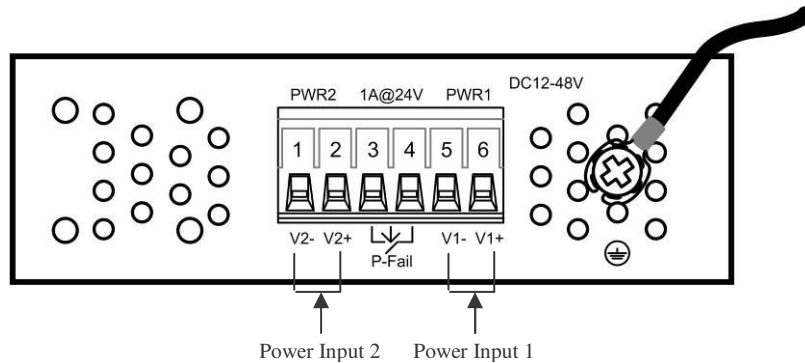 DC12-48V
PWR2 1A@24V PWR1
1 2 3 4 5 6
V2- V2+ V1- V1+
P-Fail
Power Input 2 Power Input 1